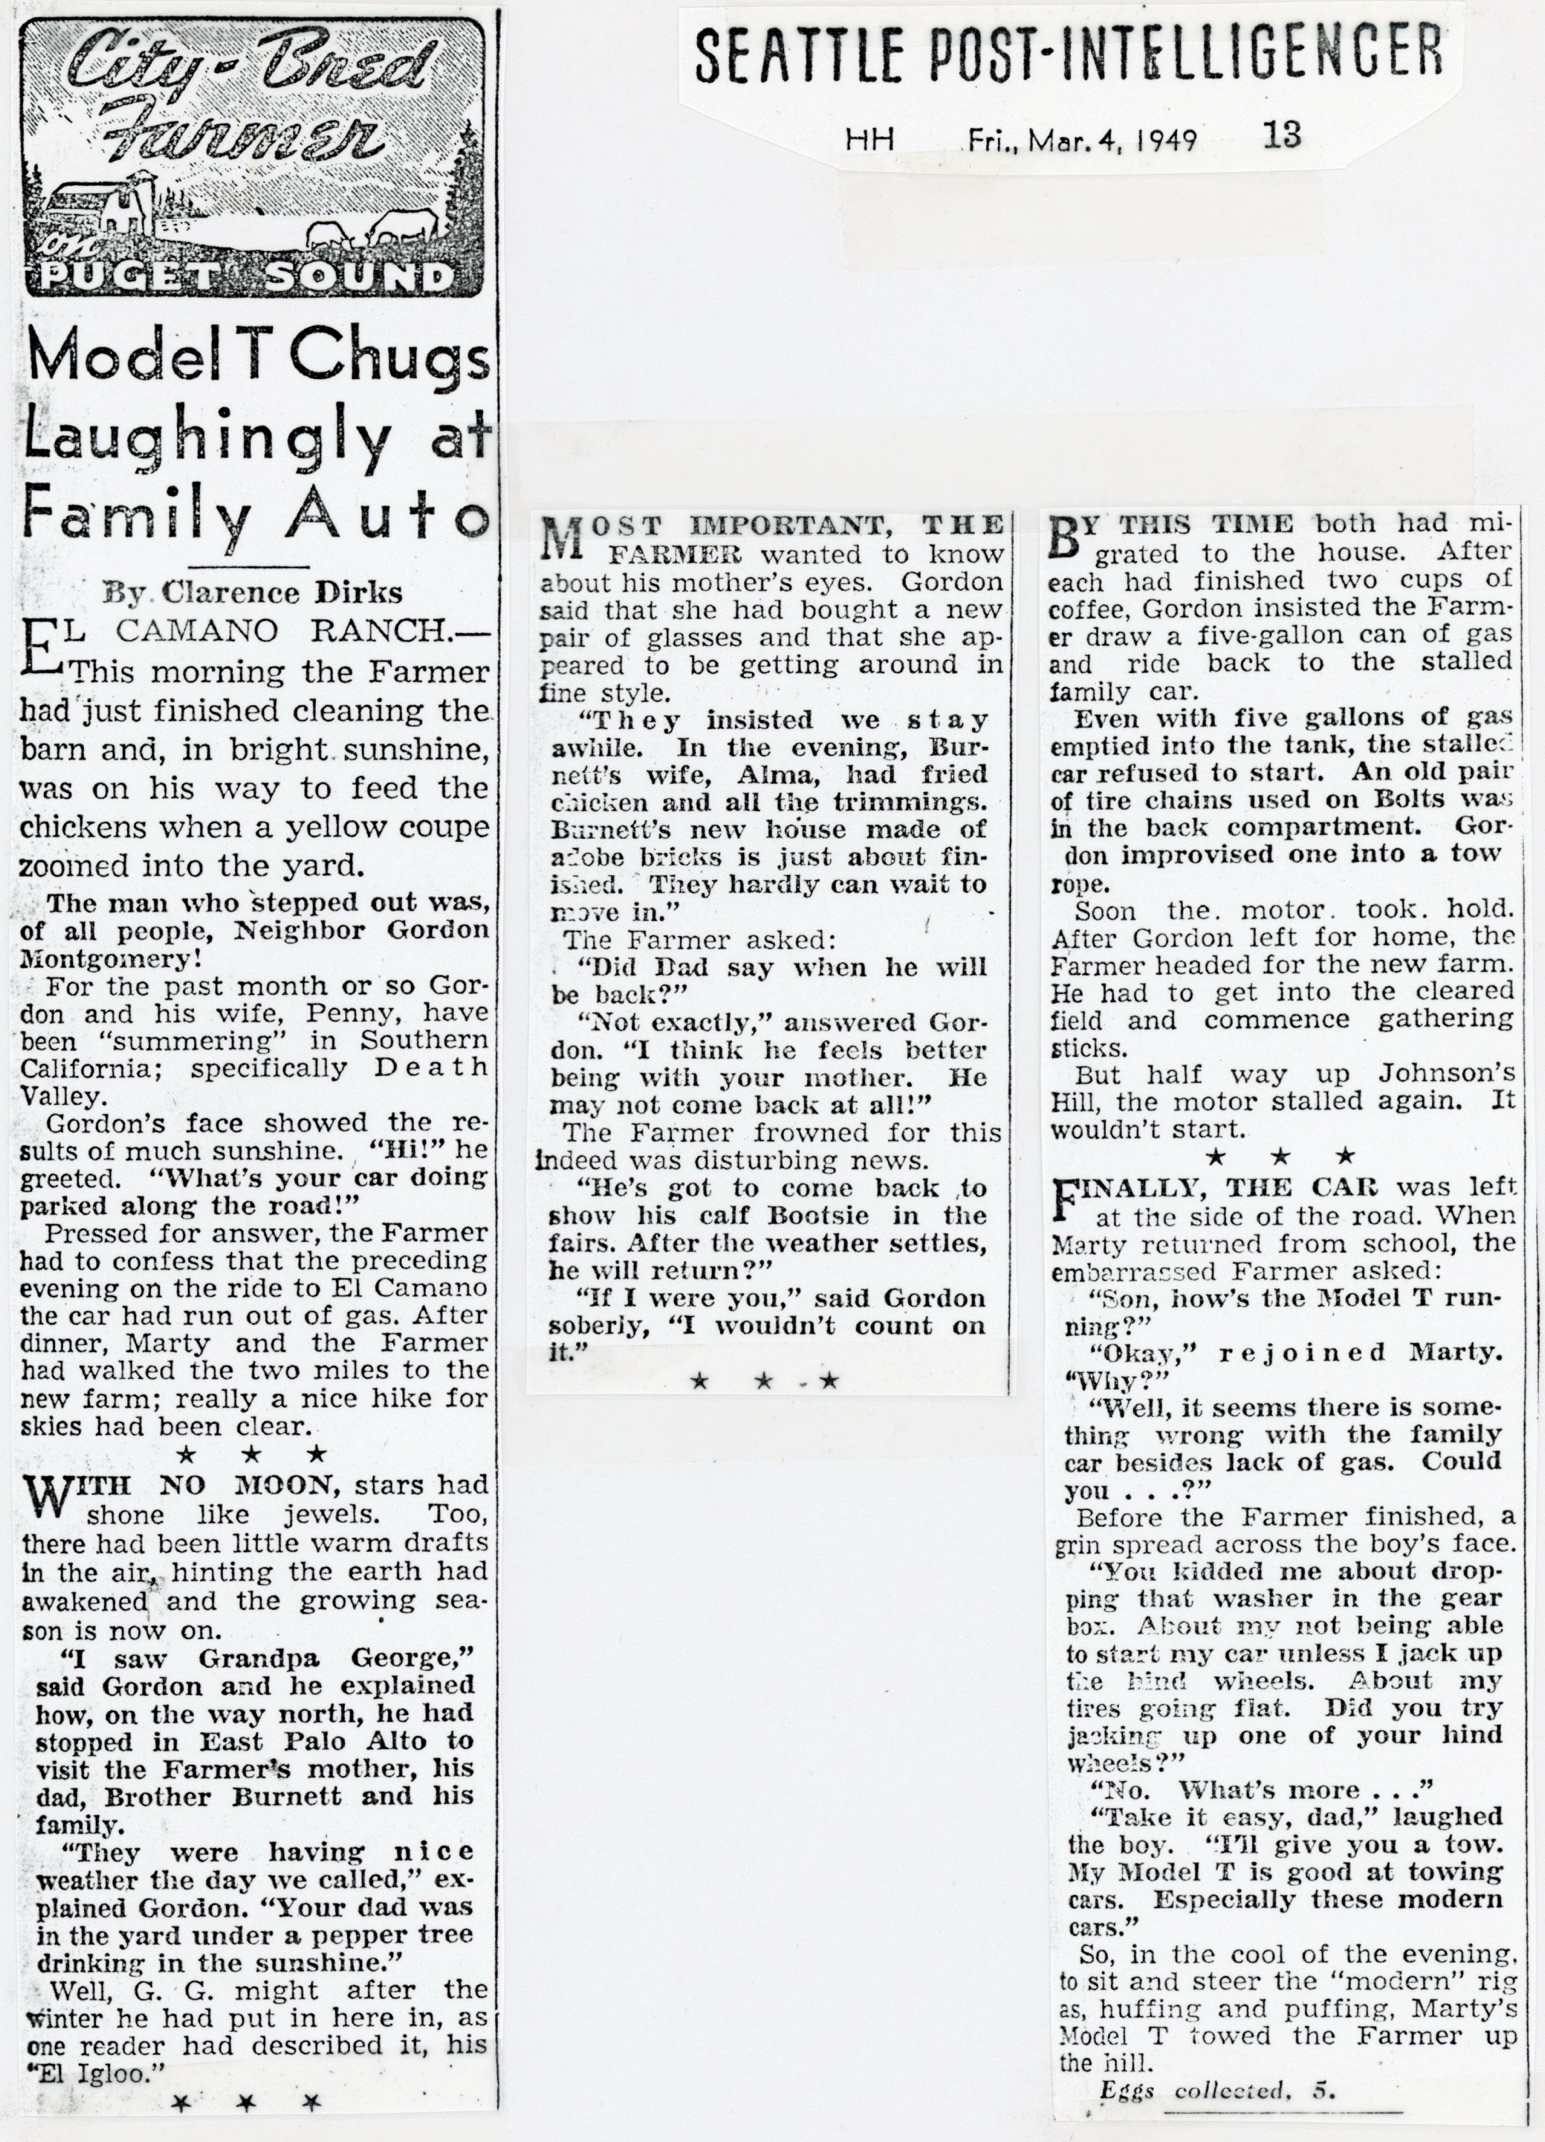 City-Bred
Farmer
on
PUGET SOUND
SEATTLE POST-INTELLIGENCER
HH Fri., Mar. 4, 1949 13
Model T Chugs
Laughingly at
Family Auto
By Clarence Dirks
EL CAMANO RANCH.—
This morning the Farmer
had just finished cleaning the
barn and, in bright sunshine,
was on his way to feed the
chickens when a yellow coupe
zoomed into the yard.
The man who stepped out was,
of all people, Neighbor Gordon
Montgomery!
For the past month or so Gor-
don and his wife, Penny, have
been "summering" in Southern
California; specifically Death
Valley.
Gordon's face showed the re-
sults of much sunshine. "Hi!" he
greeted. "What's your car doing
parked along the road!"
Pressed for answer, the Farmer
had to confess that the preceding
evening on the ride to El Camano
the car had run out of gas. After
dinner, Marty and the Farmer
had walked the two miles to the
new farm; really a nice hike for
skies had been clear.
★ ★ ★
WITH NO MOON, stars had
shone like jewels. Too,
there had been little warm drafts
in the air, hinting the earth had
awakened and the growing sea-
son is now on.
"I saw Grandpa George,"
said Gordon and he explained
how, on the way north, he had
stopped in East Palo Alto to
visit the Farmer's mother, his
dad, Brother Burnett and his
family.
"They were having nice
weather the day we called," ex-
plained Gordon. "Your dad was
in the yard under a pepper tree
drinking in the sunshine."
Well, G. G. might after the
winter he had put in here in, as
one reader had described it, his
"El Igloo."
★ ★ ★
MOST IMPORTANT, THE
FARMER wanted to know
about his mother's eyes. Gordon
said that she had bought a new
pair of glasses and that she ap-
peared to be getting around in
fine style.
"They insisted we stay
awhile. In the evening, Bur-
nett's wife, Alma, had fried
chicken and all the trimmings.
Burnett's new house made of
adobe bricks is just about fin-
ished. They hardly can wait to
move in."
The Farmer asked:
"Did Dad say when he will
be back?"
"Not exactly," answered Gor-
don. "I think he feels better
being with your mother. He
may not come back at all!"
The Farmer frowned for this
indeed was disturbing news.
"He's got to come back to
show his calf Bootsie in the
fairs. After the weather settles,
he will return?"
"If I were you," said Gordon
soberly, "I wouldn't count on
it."
★ ★ ★
BY THIS TIME both had mi-
grated to the house. After
each had finished two cups of
coffee, Gordon insisted the Farm-
er draw a five-gallon can of gas
and ride back to the stalled
family car.
Even with five gallons of gas
emptied into the tank, the stalled
car refused to start. An old pair
of tire chains used on Bolts was
in the back compartment. Gor-
don improvised one into a tow
rope.
Soon the. motor. took. hold.
After Gordon left for home, the
Farmer headed for the new farm.
He had to get into the cleared
field and commence gathering
sticks.
But half way up Johnson's
Hill, the motor stalled again. It
wouldn't start.
★ ★ ★
FINALLY, THE CAR was left
at the side of the road. When
Marty returned from school, the
embarrassed Farmer asked:
"Son, how's the Model T run-
ning?"
"Okay," rejoined Marty.
"Why?"
"Well, it seems there is some-
thing wrong with the family
car besides lack of gas. Could
you . . .?"
Before the Farmer finished, a
grin spread across the boy's face.
"You kidded me about drop-
ping that washer in the gear
box. About my not being able
to start my car unless I jack up
the hind wheels. About my
tires going flat. Did you try
jacking up one of your hind
wheels?"
"No. What's more . . ."
"Take it easy, dad," laughed
the boy. "I'll give you a tow.
My Model T is good at towing
cars. Especially these modern
cars."
So, in the cool of the evening,
to sit and steer the "modern" rig
as, huffing and puffing, Marty's
Model T towed the Farmer up
the hill.
Eggs collected, 5.